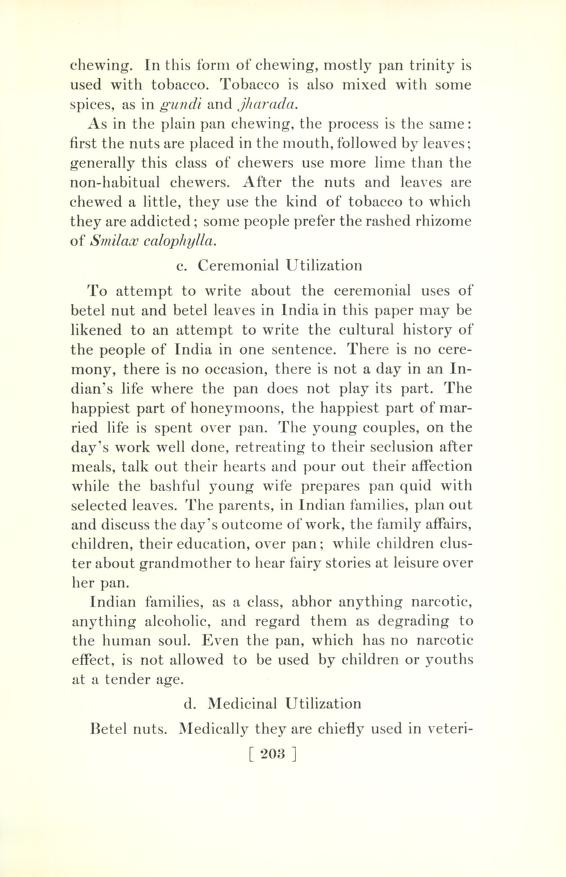 chewing. In this form of chewing, mostly pan trinity is
used with tobacco. Tobacco is also mixed with some
spices, as in gundi and jharada.
As in the plain pan chewing, the process is the same:
first the nuts are placed in the mouth, followed by leaves;
generally this class of chewers use more lime than the
non-habitual chewers. After the nuts and leaves are
chewed a little, they use the kind of tobacco to which
they are addicted; some people prefer the rashed rhizome
of Smilax calophylla.
c. Ceremonial Utilization
To attempt to write about the ceremonial uses of
betel nut and betel leaves in India in this paper may be
likened to an attempt to write the cultural history of
the people of India in one sentence. There is no cere-
mony, there is no occasion, there is not a day in an In-
dian's life where the pan does not play its part. The
happiest part of honeymoons, the happiest part of mar-
ried life is spent over pan. The young couples, on the
day's work well done, retreating to their seclusion after
meals, talk out their hearts and pour out their affection
while the bashful young wife prepares pan quid with
selected leaves. The parents, in Indian families, plan out
and discuss the day's outcome of work, the family affairs,
children, their education, over pan; while children clus-
ter about grandmother to hear fairy stories at leisure over
her pan.
Indian families, as a class, abhor anything narcotic,
anything alcoholic, and regard them as degrading to
the human soul. Even the pan, which has no narcotic
effect, is not allowed to be used by children or youths
at a tender age.
d. Medicinal Utilization
Betel nuts. Medically they are chiefly used in veteri-
[ 203 ]